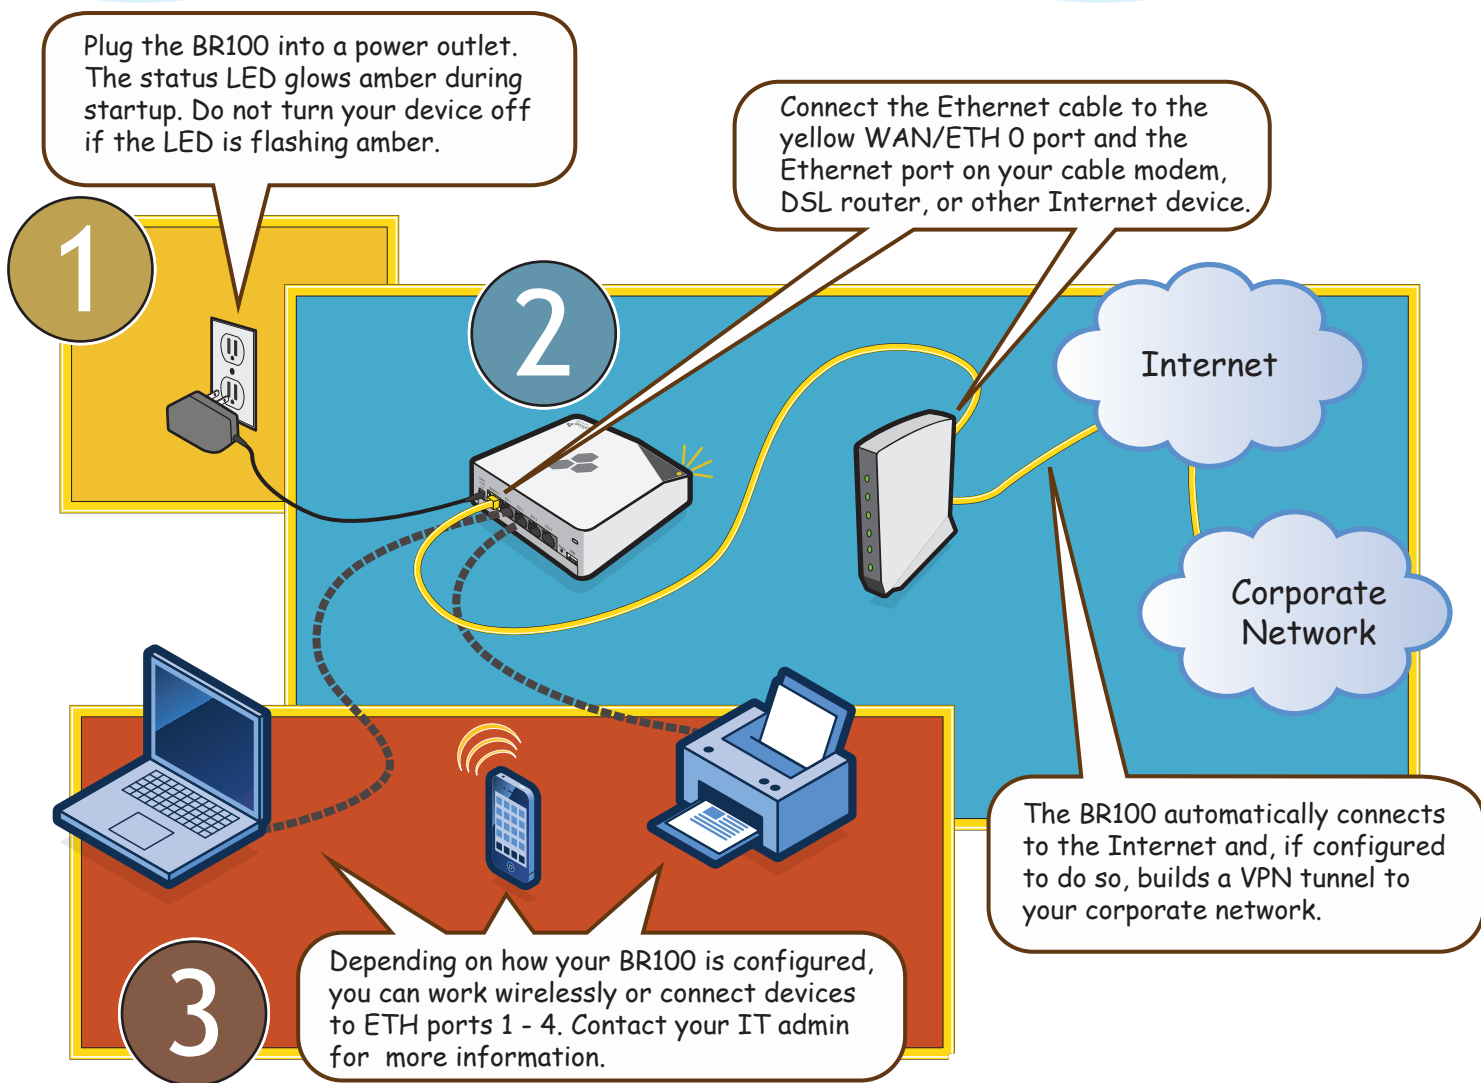 Plug the BR100 into a power outlet.
The status LED glows amber during
startup. Do not turn your device off
if the LED is flashing amber.
Connect the Ethernet cable to the
yellow WAN/ETH 0 port and the
Ethernet port on your cable modem,
DSL router, or other Internet device.
1
2
Internet
Corporate
Network
The BR100 automatically connects
to the Internet and, if configured
to do so, builds a VPN tunnel to
your corporate network.
3
Depending on how your BR100 is configured,
you can work wirelessly or connect devices
to ETH ports 1 - 4. Contact your IT admin
for  more information.